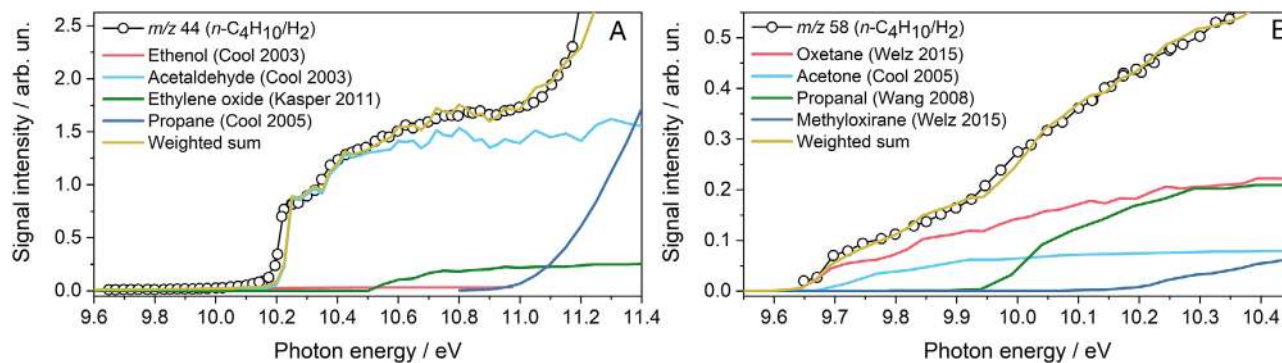 A
m/z 44 (n-C4H10/H2)
Ethenol (Cool 2003)
Acetaldehyde (Cool 2003)
Ethylene oxide (Kasper 2011)
Propane (Cool 2005)
Weighted sum
Signal intensity / arb. un.
2.5
2.0
1.5
1.0
0.5
0.0
9.6 9.8 10.0 10.2 10.4 10.6 10.8 11.0 11.2 11.4
Photon energy / eV
m/z 58 (n-C4H10/H2)
Oxetane (Welz 2015)
Acetone (Cool 2005)
Propanal (Wang 2008)
Methyloxirane (Welz 2015)
Weighted sum
Signal intensity / arb. un.
0.5
0.4
0.3
0.2
0.1
0.0
9.6 9.7 9.8 9.9 10.0 10.1 10.2 10.3 10.4
Photon energy / eV